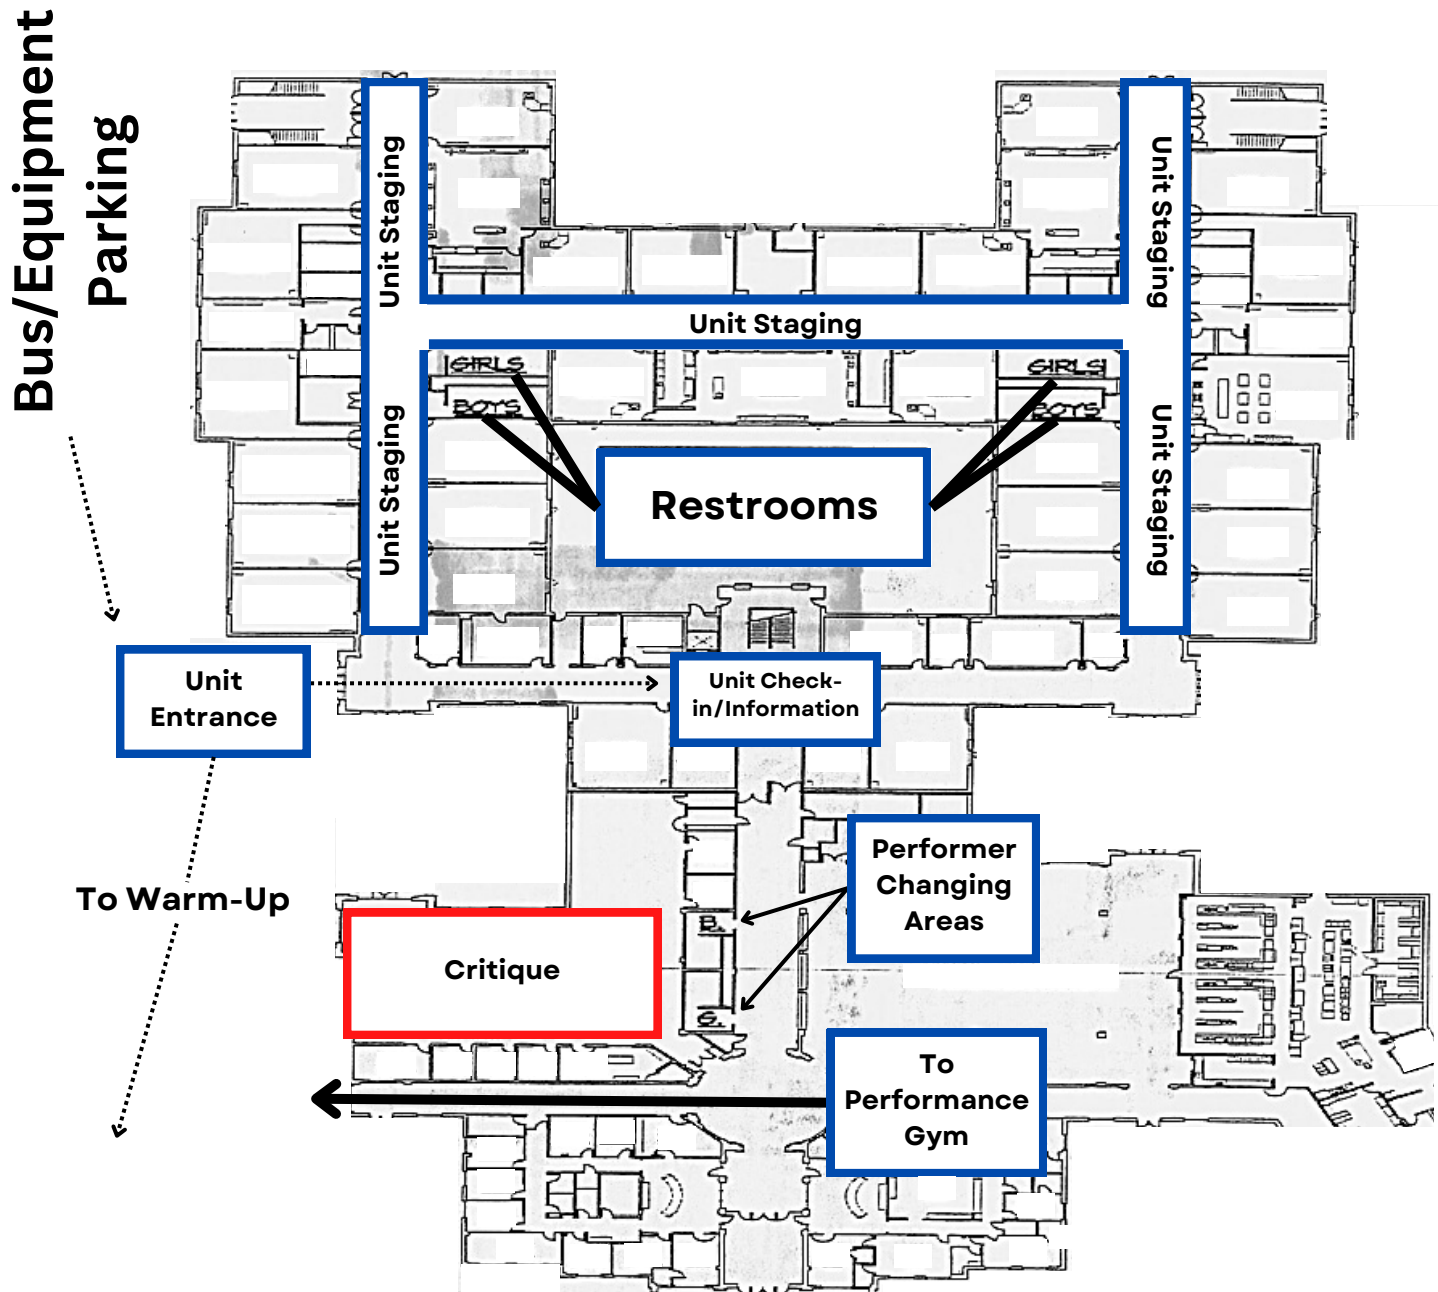 Bus/Equipment
Parking
Unit Staging
Unit Staging
Unit Staging
GIRLS
BOYS
GIRLS
BOYS
Unit Staging
Unit Staging
Restrooms
Unit
Entrance
Unit Check-
in/Information
Performer
Changing
Areas
To Warm-Up
B.
G.
Critique
To
Performance
Gym